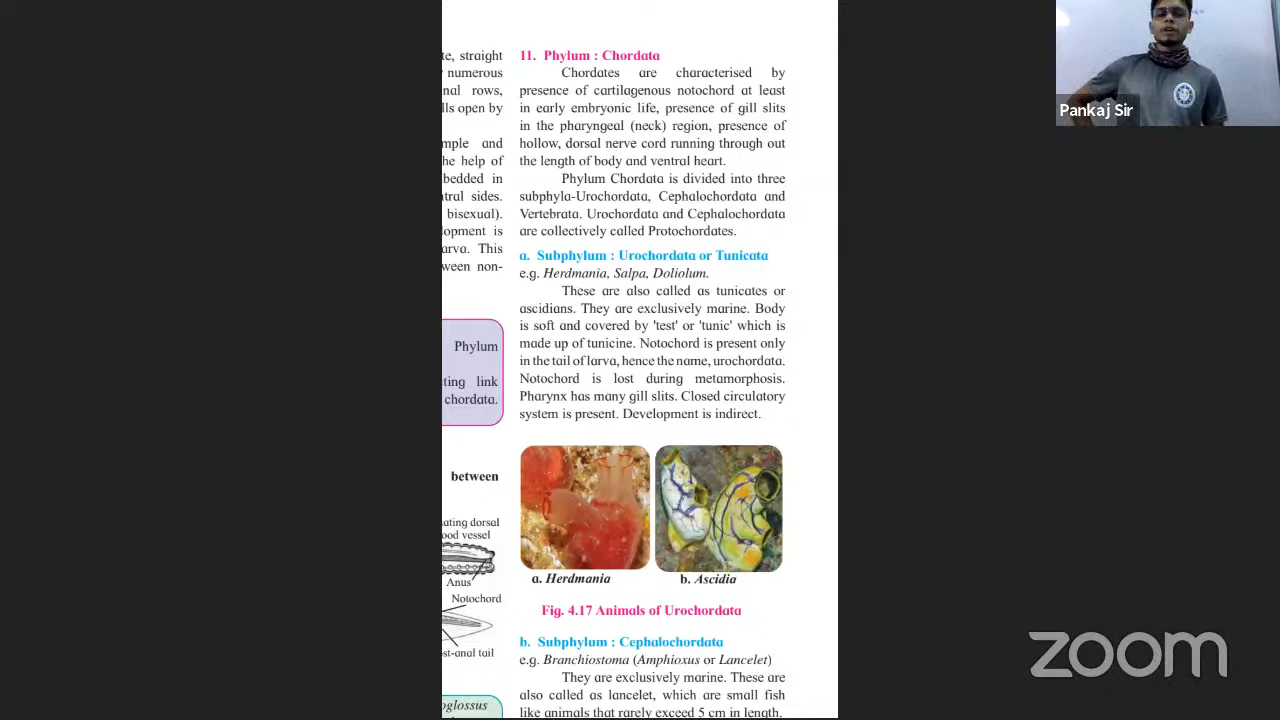 te, straight
numerous
nal rows,
lls open by
mple and
he help of
bedded in
tral sides.
bisexual).
lopment is
arva. This
ween non-
Phylum
cting link
chordata.
between
ating dorsal
ood vessel
Anus
Notochord
st-anal tail
oglossus
11. Phylum : Chordata
Chordates are characterised by
presence of cartilagenous notochord at least
in early embryonic life, presence of gill slits
in the pharyngeal (neck) region, presence of
hollow, dorsal nerve cord running through out
the length of body and ventral heart.
Phylum Chordata is divided into three
subphyla-Urochordata, Cephalochordata and
Vertebrata. Urochordata and Cephalochordata
are collectively called Protochordates.
a. Subphylum : Urochordata or Tunicata
e.g. Herdmania, Salpa, Doliolum.
These are also called as tunicates or
ascidians. They are exclusively marine. Body
is soft and covered by 'test' or 'tunic' which is
made up of tunicine. Notochord is present only
in the tail of larva, hence the name, urochordata.
Notochord is lost during metamorphosis.
Pharynx has many gill slits. Closed circulatory
system is present. Development is indirect.
a. Herdmania
b. Ascidia
Fig. 4.17 Animals of Urochordata
b. Subphylum : Cephalochordata
e.g. Branchiostoma (Amphioxus or Lancelet)
They are exclusively marine. These are
also called as lancelet, which are small fish
like animals that rarely exceed 5 cm in length.
Pankaj Sir
zoom